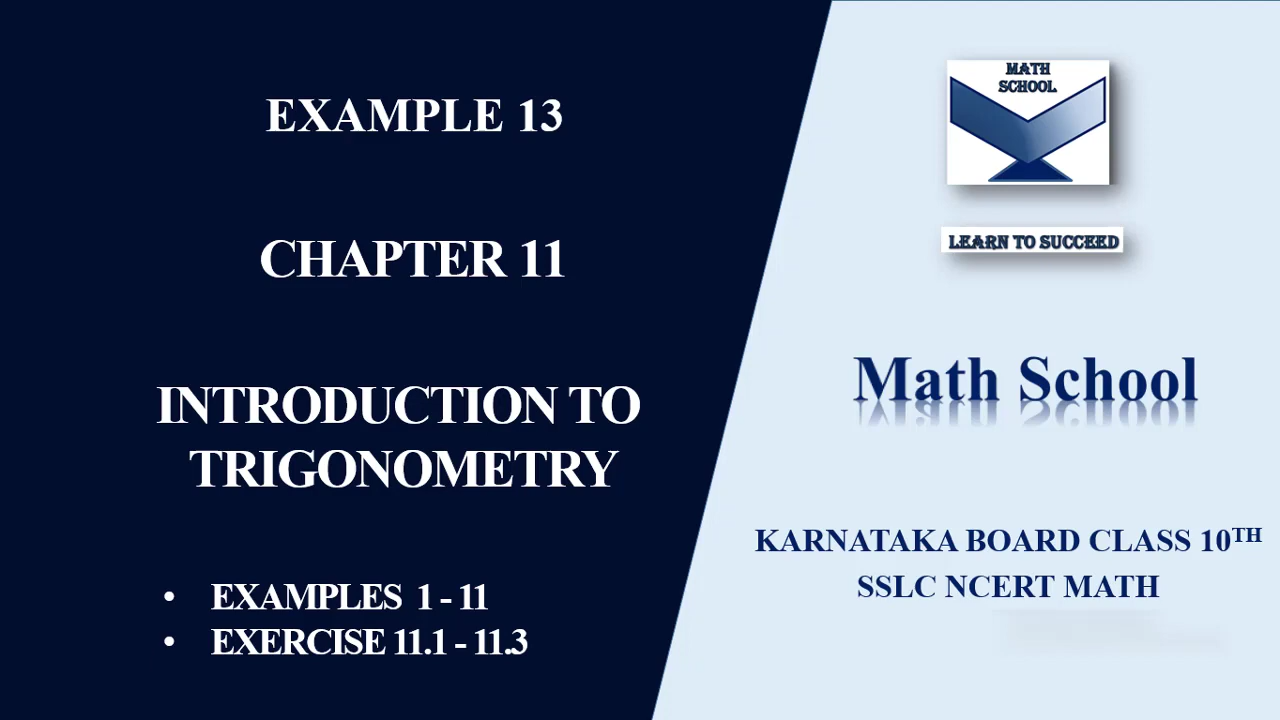 EXAMPLE 13
CHAPTER 11
INTRODUCTION TO
TRIGONOMETRY
• EXAMPLES 1 - 11
• EXERCISE 11.1 - 11.3
MATH
SCHOOL
LEARN TO SUCCEED
Math School
KARNATAKA BOARD CLASS 10TH
SSLC NCERT MATH